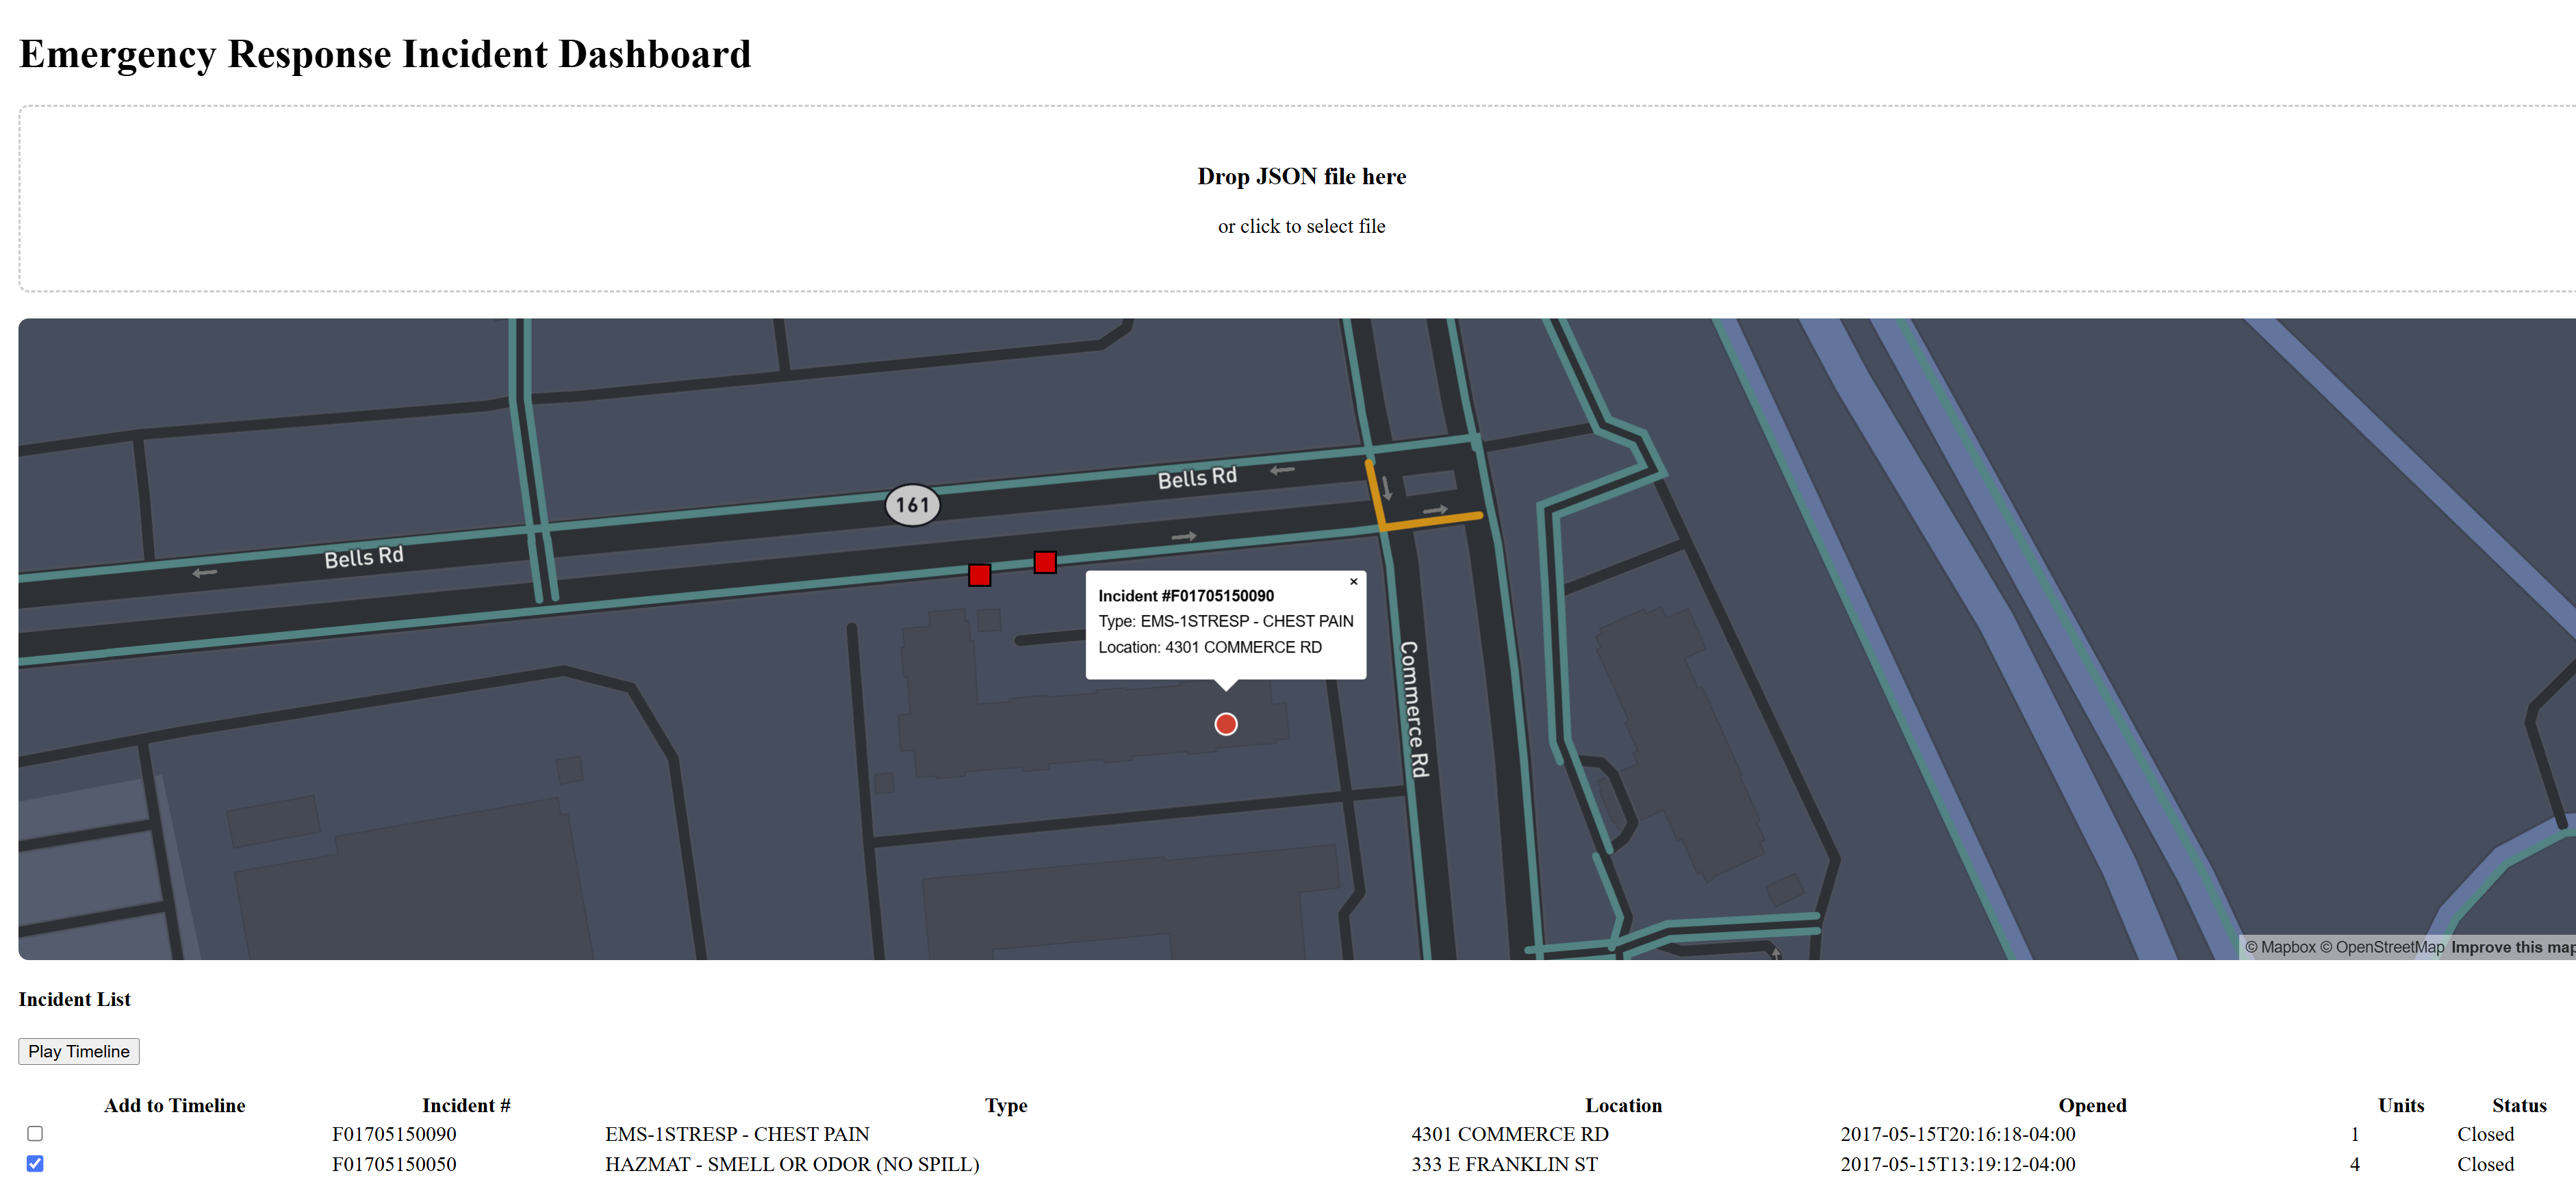 Emergency Response Incident Dashboard
Drop JSON file here
or click to select file
Bells Rd
161
Bells Rd
×
Incident #F01705150090
Type: EMS-1STRESP - CHEST PAIN
Location: 4301 COMMERCE RD
Commerce Rd
© Mapbox © OpenStreetMap Improve this map
Incident List
Play Timeline
Add to Timeline Incident # Type Location Opened Units Status
F01705150090 EMS-1STRESP - CHEST PAIN 4301 COMMERCE RD 2017-05-15T20:16:18-04:00 1 Closed
F01705150050 HAZMAT - SMELL OR ODOR (NO SPILL) 333 E FRANKLIN ST 2017-05-15T13:19:12-04:00 4 Closed